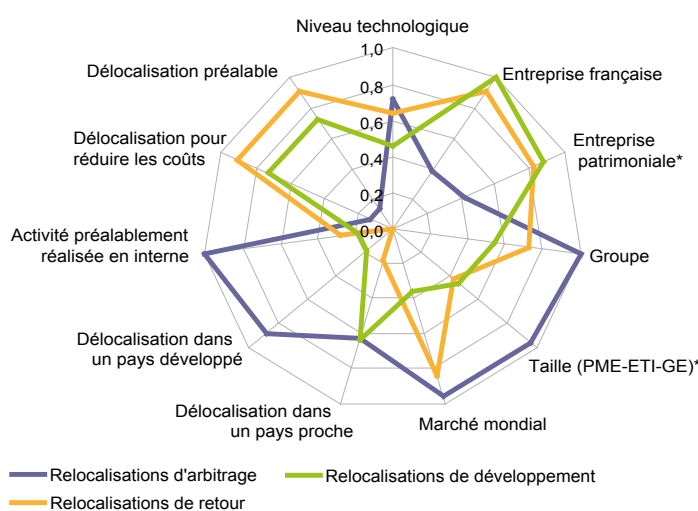 Niveau technologique
1,0
0,8
0,6
0,4
0,2
0,0
Entreprise française
Entreprise
patrimoniale*
Groupe
Taille (PME-ETI-GE)*
Marché mondial
Délocalisation dans
un pays proche
Délocalisation dans
un pays développé
Activité préalablement
réalisée en interne
Délocalisation pour
réduire les coûts
Délocalisation préalable
Relocalisations d'arbitrage
Relocalisations de développement
Relocalisations de retour